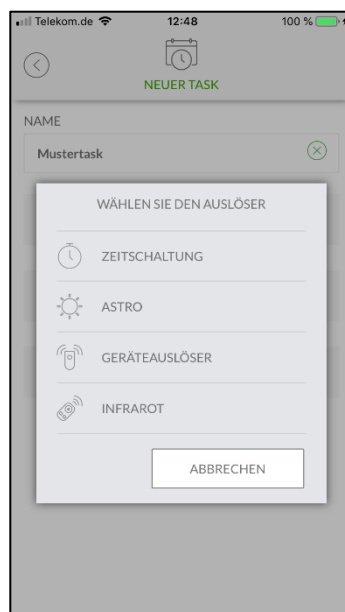 Telekom.de 12:48 100 %
NEUER TASK
NAME
Mustertask
WÄHLEN SIE DEN AUSLÖSER
ZEITSCHALTUNG
ASTRO
GERÄTEAUSLÖSER
INFRAROT
ABBRECHEN